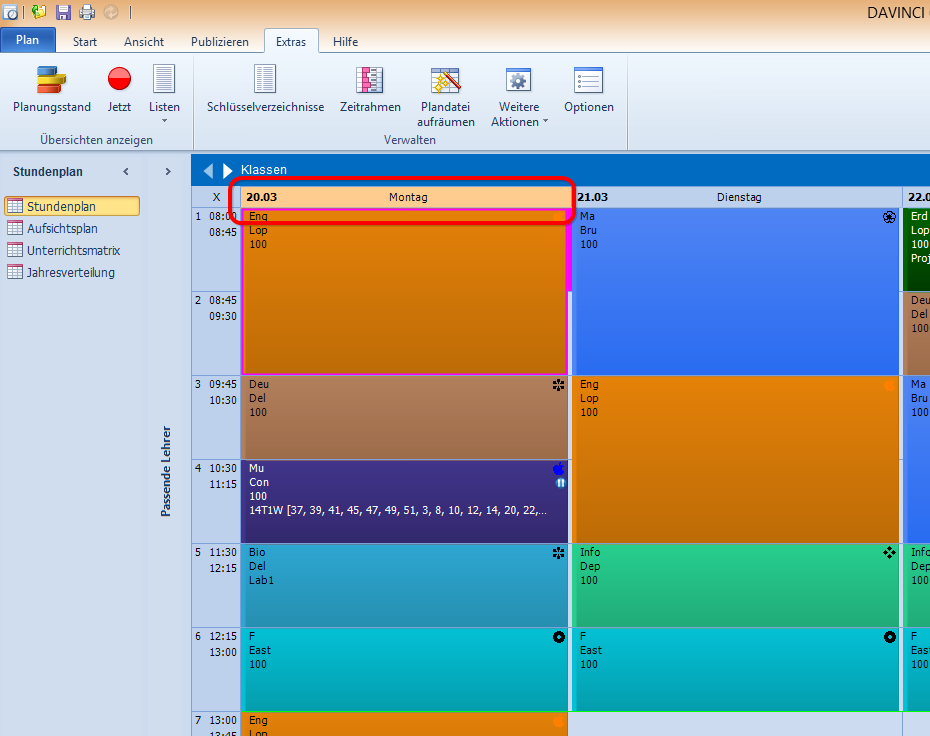 DAVINCI
Plan
Start
Ansicht
Publizieren
Extras
Hilfe
Planungsstand
Jetzt
Listen
Übersichten anzeigen
Schlüsselverzeichnisse
Zeitrahmen
Plandatei
aufräumen
Weitere
Aktionen
Optionen
Verwalten
Stundenplan
Stundenplan
Aufsichtsplan
Unterrichtsmatrix
Jahresverteilung
Passende Lehrer
Klassen
X
20.03 Montag
21.03 Dienstag
22.0
1 08:00
08:45
Eng
Lop
100
Ma
Bru
100
Erd
Lop
100
Proj
2 08:45
09:30
Deu
Del
100
3 09:45
10:30
Deu
Del
100
Eng
Lop
100
Ma
Bru
100
4 10:30
11:15
Mu
Con
100
14T1W [37, 39, 41, 45, 47, 49, 51, 3, 8, 10, 12, 14, 20, 22,...
5 11:30
12:15
Bio
Del
Lab1
Info
Dep
100
Info
Dep
100
6 12:15
13:00
F
East
100
F
East
100
F
East
100
7 13:00
13:45
Eng
Lop